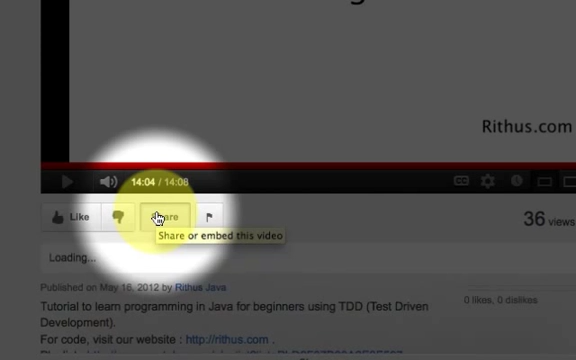 Rithus.com
14:04 / 14:08
Like
Share
36 views
Share or embed this video
Loading...
Published on May 16, 2012 by Rithus Java
0 likes, 0 dislikes
Tutorial to learn programming in Java for beginners using TDD (Test Driven
Development).
For code, visit our website : http://rithus.com .